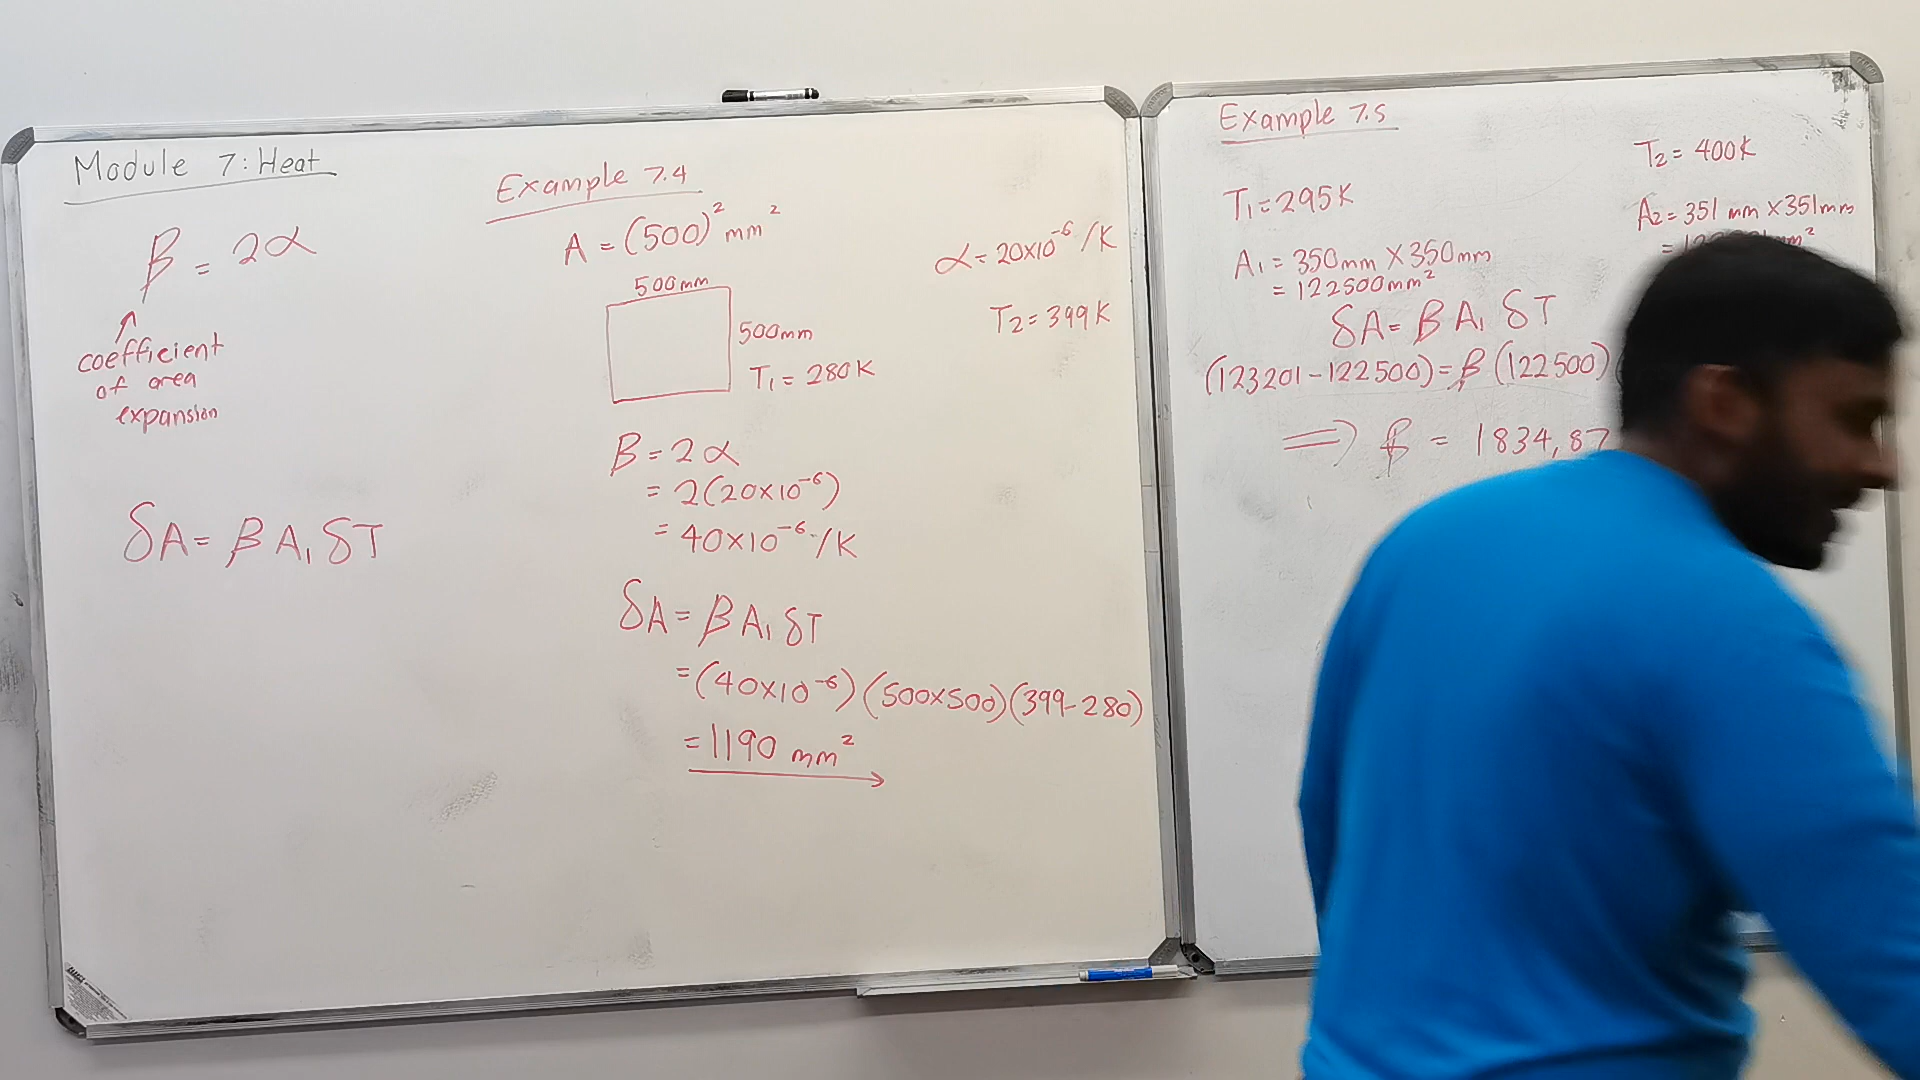 Module 7: Heat
β = 2α
coefficient
of area
expansion
δA = β A₁ δT
Example 7.4
A = (500)² mm²
500mm
500mm
T₁ = 280K
α = 20×10⁻⁶ /K
T₂ = 399K
β = 2α
= 2(20×10⁻⁶)
= 40×10⁻⁶ /K
δA = β A₁ δT
= (40×10⁻⁶)(500×500)(399-280)
= 1190 mm²
Example 7.5
T₁ = 295K
A₁ = 350mm × 350mm
= 122500mm²
T₂ = 400K
A₂ = 351 mm × 351mm
δA = β A₁ δT
(123201-122500) = β (122500)
⇒ β = 1834,87